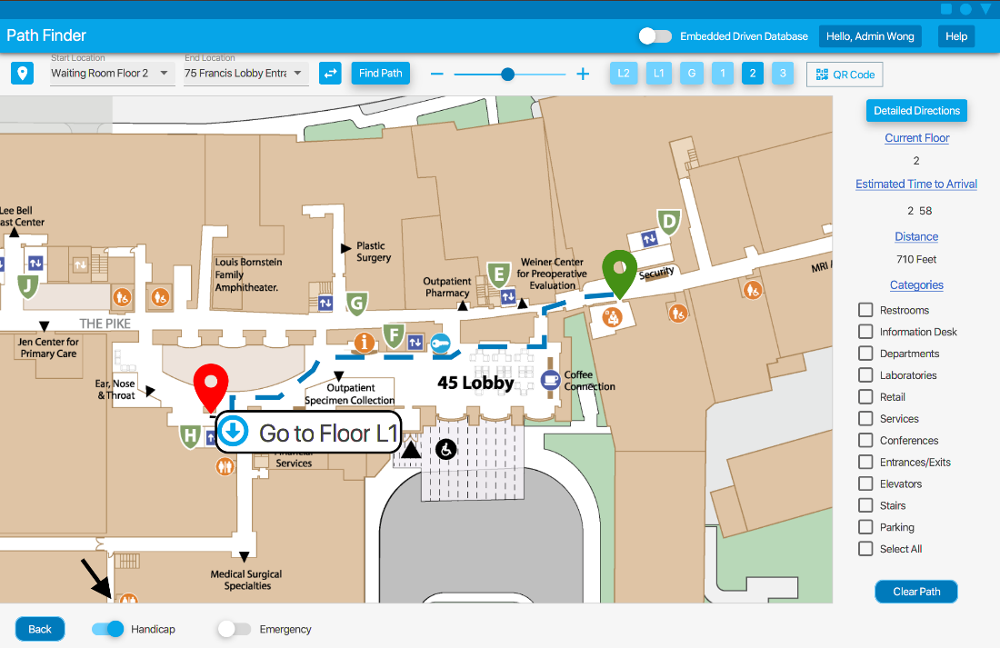 Path Finder
Embedded Driven Database
Hello, Admin Wong
Help
Start Location
Waiting Room Floor 2
End Location
75 Francis Lobby Entra
Find Path
L2
L1
G
1
2
3
QR Code
Detailed Directions
Current Floor
2
Estimated Time to Arrival
2 58
Distance
710 Feet
Categories
Restrooms
Information Desk
Departments
Laboratories
Retail
Services
Conferences
Entrances/Exits
Elevators
Stairs
Parking
Select All
Clear Path
Lee Bell
ast Center
J
Louis Bornstein
Family
Amphitheater.
Plastic
Surgery
G
Outpatient
Pharmacy
E
Weiner Center
for Preoperative
Evaluation
D
Security
MRI
THE PIKE
Jen Center for
Primary Care
F
Ear, Nose
& Throat
Outpatient
Specimen Collection
45 Lobby
Coffee
Connection
H
Go to Floor L1
Financial
Services
Medical Surgical
Specialties
Back
Handicap
Emergency